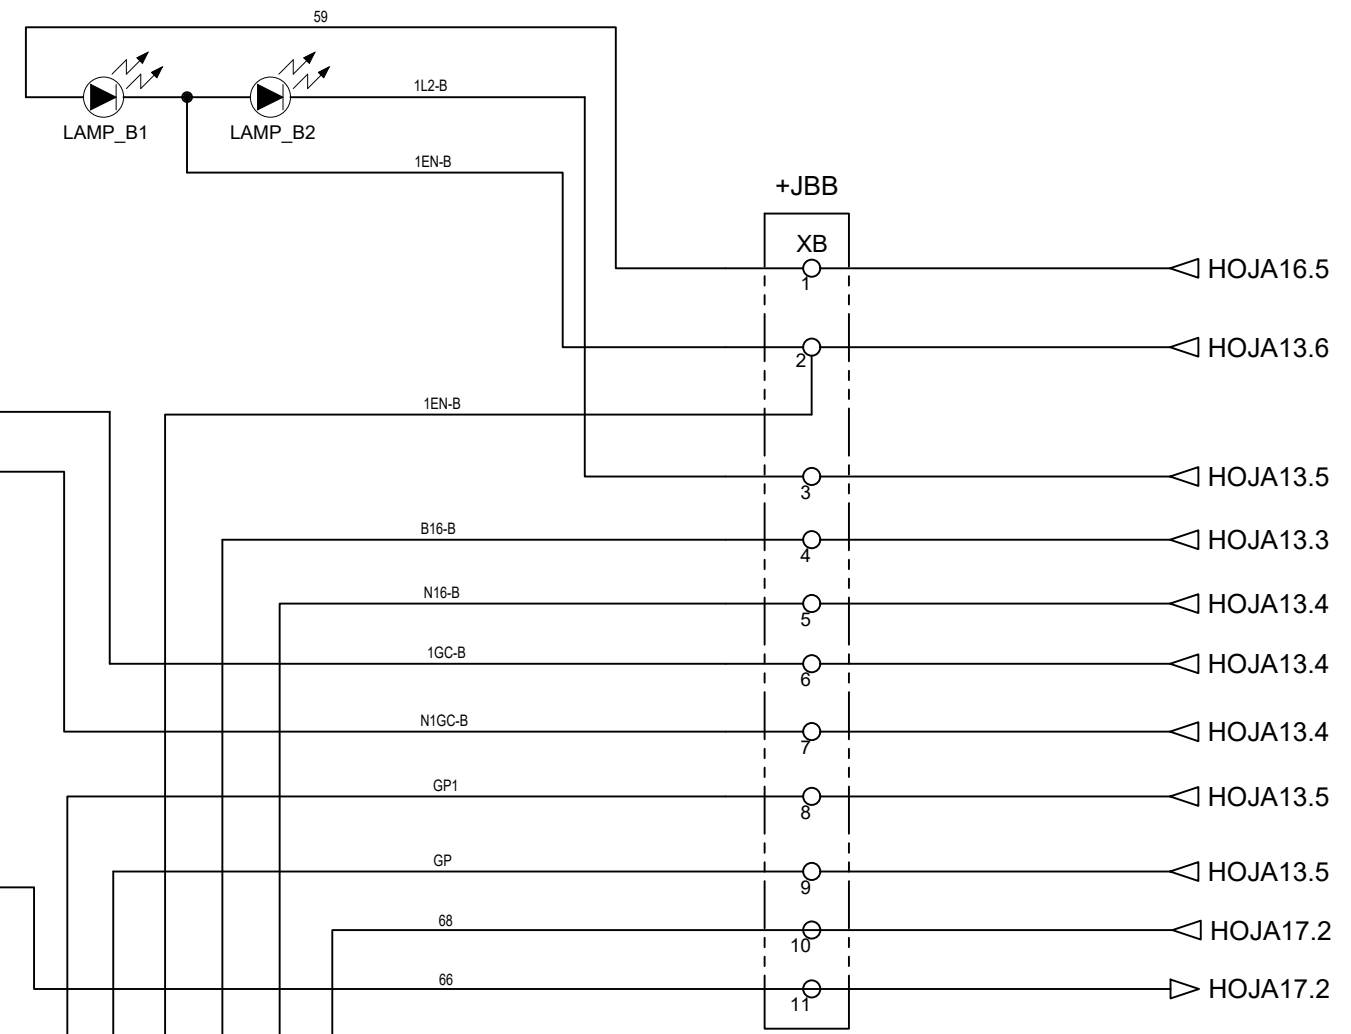 59
1L2-B
LAMP_B1
LAMP_B2
1EN-B
+JBB
XB
1
HOJA16.5
2
HOJA13.6
1EN-B
3
HOJA13.5
B16-B
4
HOJA13.3
N16-B
5
HOJA13.4
1GC-B
6
HOJA13.4
N1GC-B
7
HOJA13.4
GP1
8
HOJA13.5
GP
9
HOJA13.5
68
10
HOJA17.2
66
11
HOJA17.2